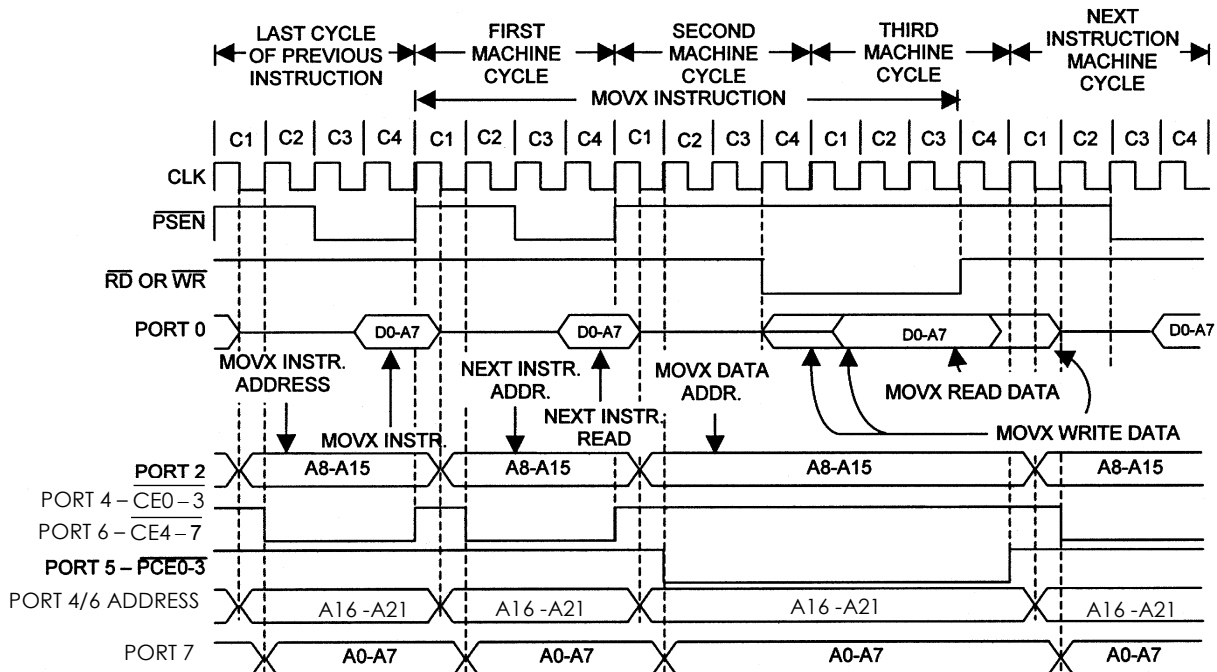 LAST CYCLE
OF PREVIOUS
INSTRUCTION
FIRST
MACHINE
CYCLE
SECOND
MACHINE
CYCLE
THIRD
MACHINE
CYCLE
NEXT
INSTRUCTION
MACHINE
CYCLE
MOVX INSTRUCTION
C1 C2 C3 C4 C1 C2 C3 C4 C1 C2 C3 C4 C1 C2 C3 C4 C1 C2 C3 C4
CLK
PSEN
RD OR WR
PORT 0 D0-A7 D0-A7 D0-A7 D0-A7
MOVX INSTR.
ADDRESS
MOVX INSTR.
NEXT INSTR.
ADDR.
NEXT INSTR.
READ
MOVX DATA
ADDR.
MOVX READ DATA
MOVX WRITE DATA
PORT 2 A8-A15 A8-A15 A8-A15 A8-A15
PORT 4 – CE0 – 3
PORT 6 – CE4 – 7
PORT 5 – PCE0-3
PORT 4/6 ADDRESS A16 -A21 A16 -A21 A16 -A21 A16 -A21
PORT 7 A0-A7 A0-A7 A0-A7 A0-A7